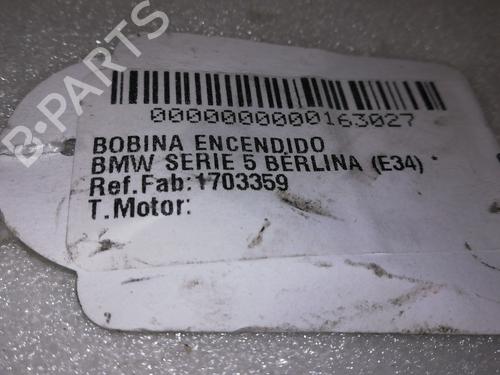 B-PARTS
0000000000163027
BOBINA ENCENDIDO
BMW SERIE 5 BERLINA (E34)
Ref.Fab:1703359
T.Motor: